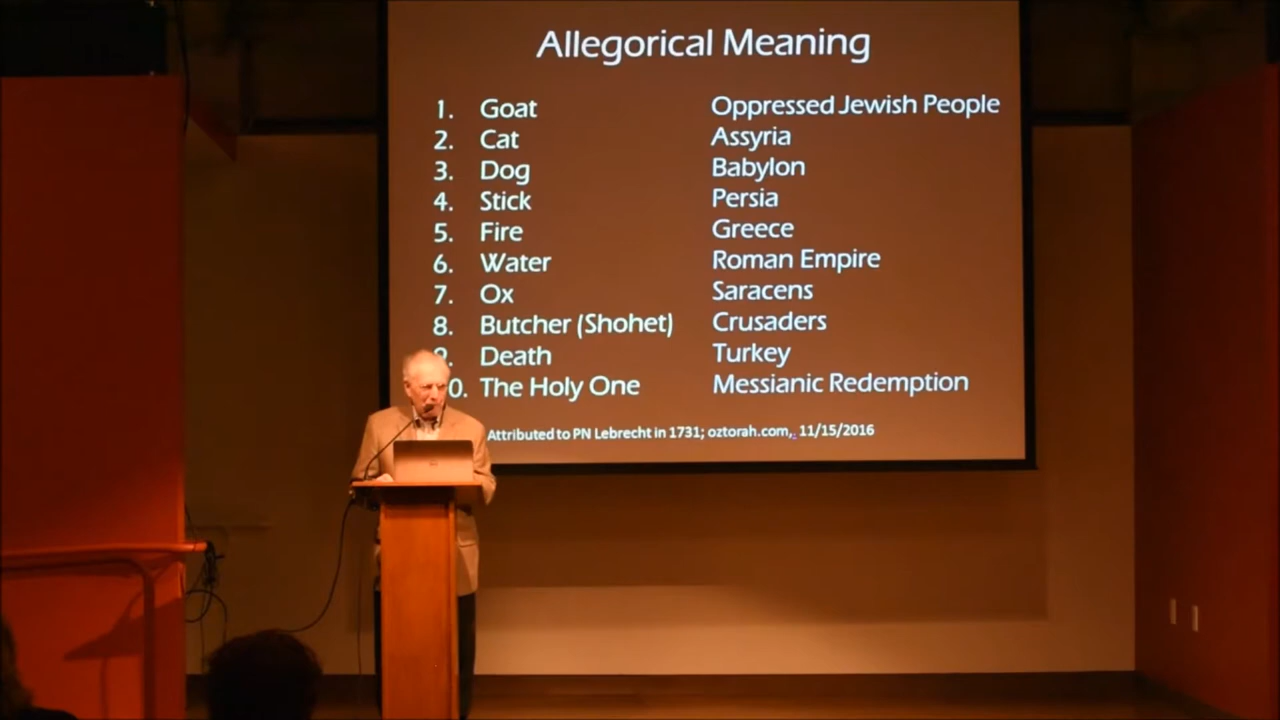 Allegorical Meaning
1. Goat Oppressed Jewish People
2. Cat Assyria
3. Dog Babylon
4. Stick Persia
5. Fire Greece
6. Water Roman Empire
7. Ox Saracens
8. Butcher (Shohet) Crusaders
9. Death Turkey
0. The Holy One Messianic Redemption
Attributed to PN Lebrecht in 1731; oztorah.com,. 11/15/2016